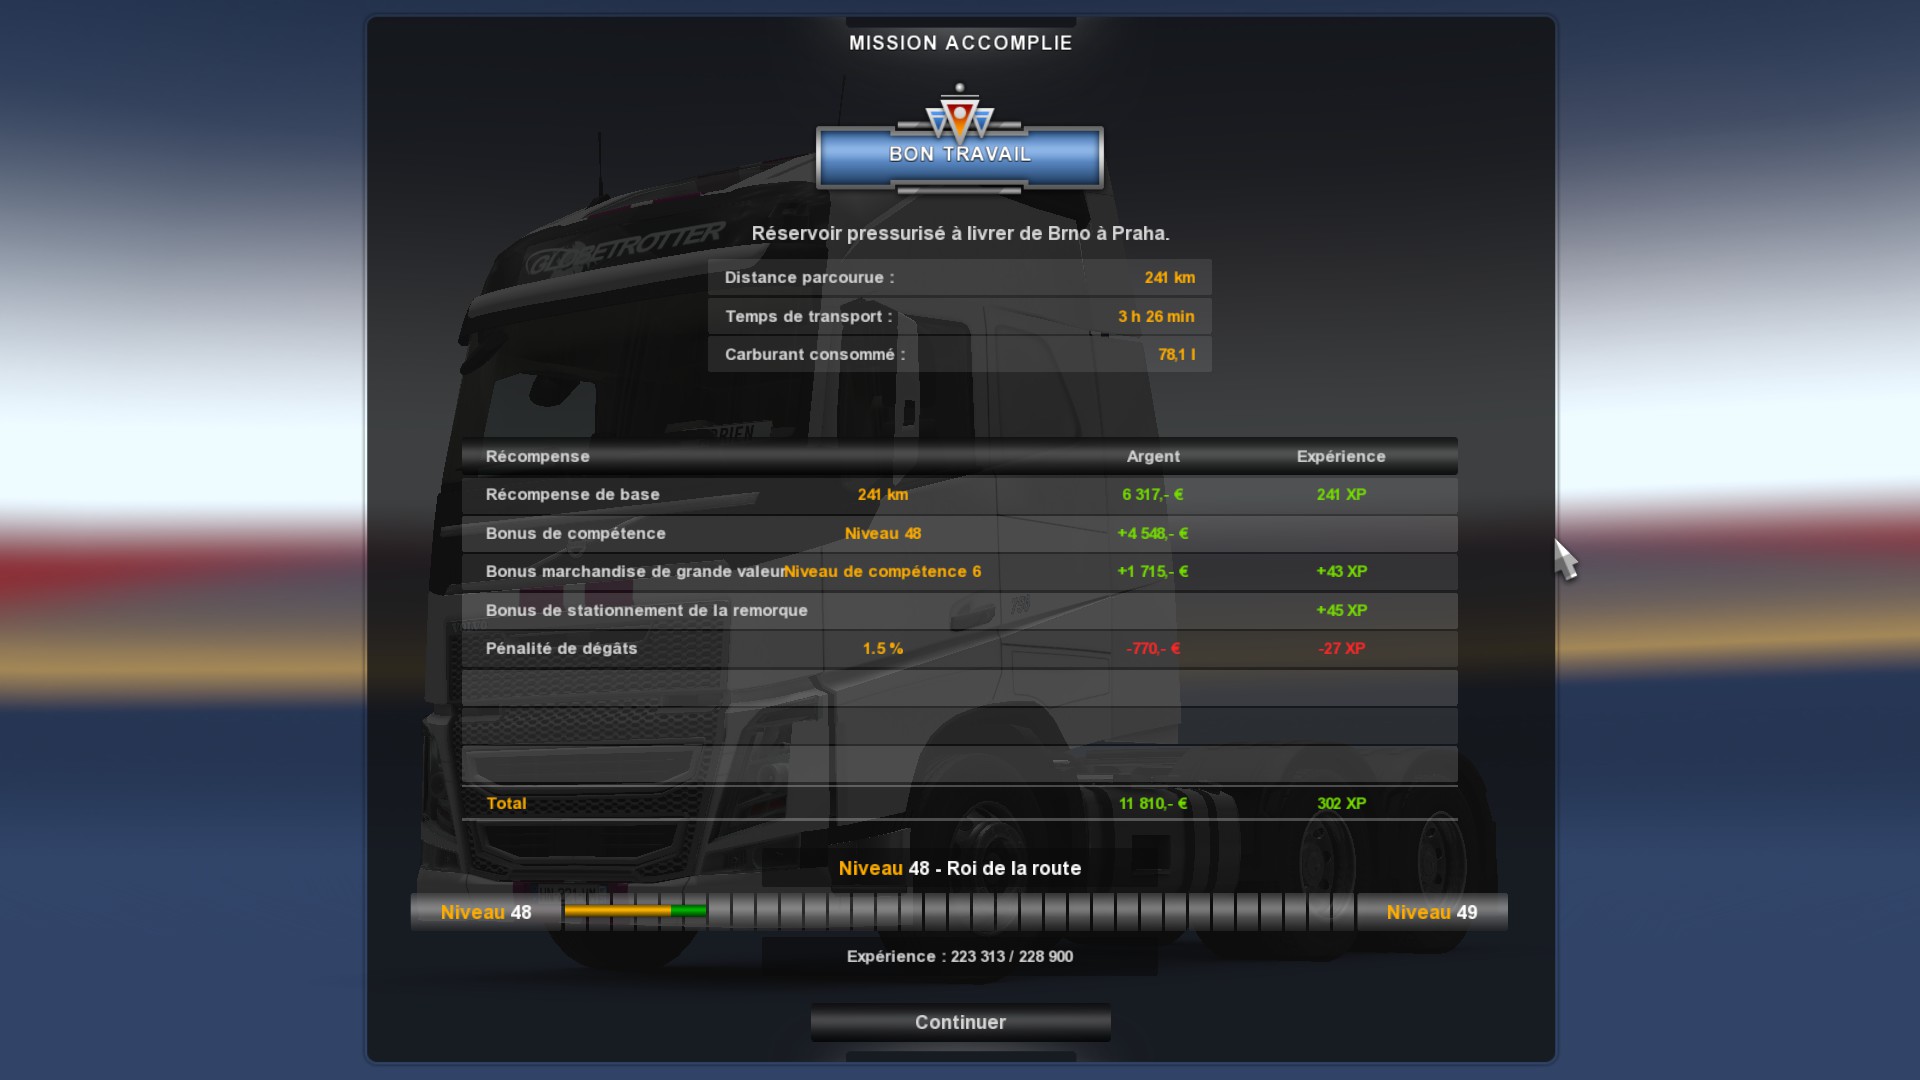 MISSION ACCOMPLIE
BON TRAVAIL
GLOBETROTTER
Réservoir pressurisé à livrer de Brno à Praha.
Distance parcourue : 241 km
Temps de transport : 3 h 26 min
Carburant consommé : 78,1 l
Récompense Argent Expérience
Récompense de base 241 km 6 317,- € 241 XP
Bonus de compétence Niveau 48 +4 548,- €
Bonus marchandise de grande valeur Niveau de compétence 6 +1 715,- € +43 XP
Bonus de stationnement de la remorque +45 XP
Pénalité de dégâts 1.5 % -770,- € -27 XP
Total 11 810,- € 302 XP
Niveau 48 - Roi de la route
Niveau 48 Niveau 49
Expérience : 223 313 / 228 900
Continuer